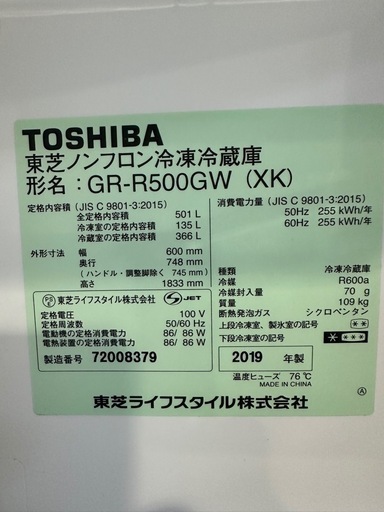 TOSHIBA
東芝ノンフロン冷凍冷蔵庫
形名：GR-R500GW（XK）
定格内容積（JIS C 9801-3:2015）
全定格内容積 501 L
冷凍室の定格内容積 135 L
冷蔵室の定格内容積 366 L
外形寸法 幅 600 mm
奥行 748 mm
（ハンドル・調整脚除く 745 mm）
高さ 1833 mm
消費電力量（JIS C 9801-3:2015）
50Hz 255 kWh/年
60Hz 255 kWh/年
種類 冷凍冷蔵庫
冷媒 R600a
冷媒封入量 70 g
質量 109 kg
断熱発泡ガス シクロペンタン
上段冷凍室、製氷室の記号
下段冷凍室の記号
PS E 東芝ライフスタイル株式会社 JET
定格電圧 100 V
定格周波数 50/60 Hz
電動機の定格消費電力 86/ 86 W
電熱装置の定格消費電力 86/ 86 W
製造番号 72008379
2019 年製
温度ヒューズ 76℃
MADE IN CHINA
東芝ライフスタイル株式会社